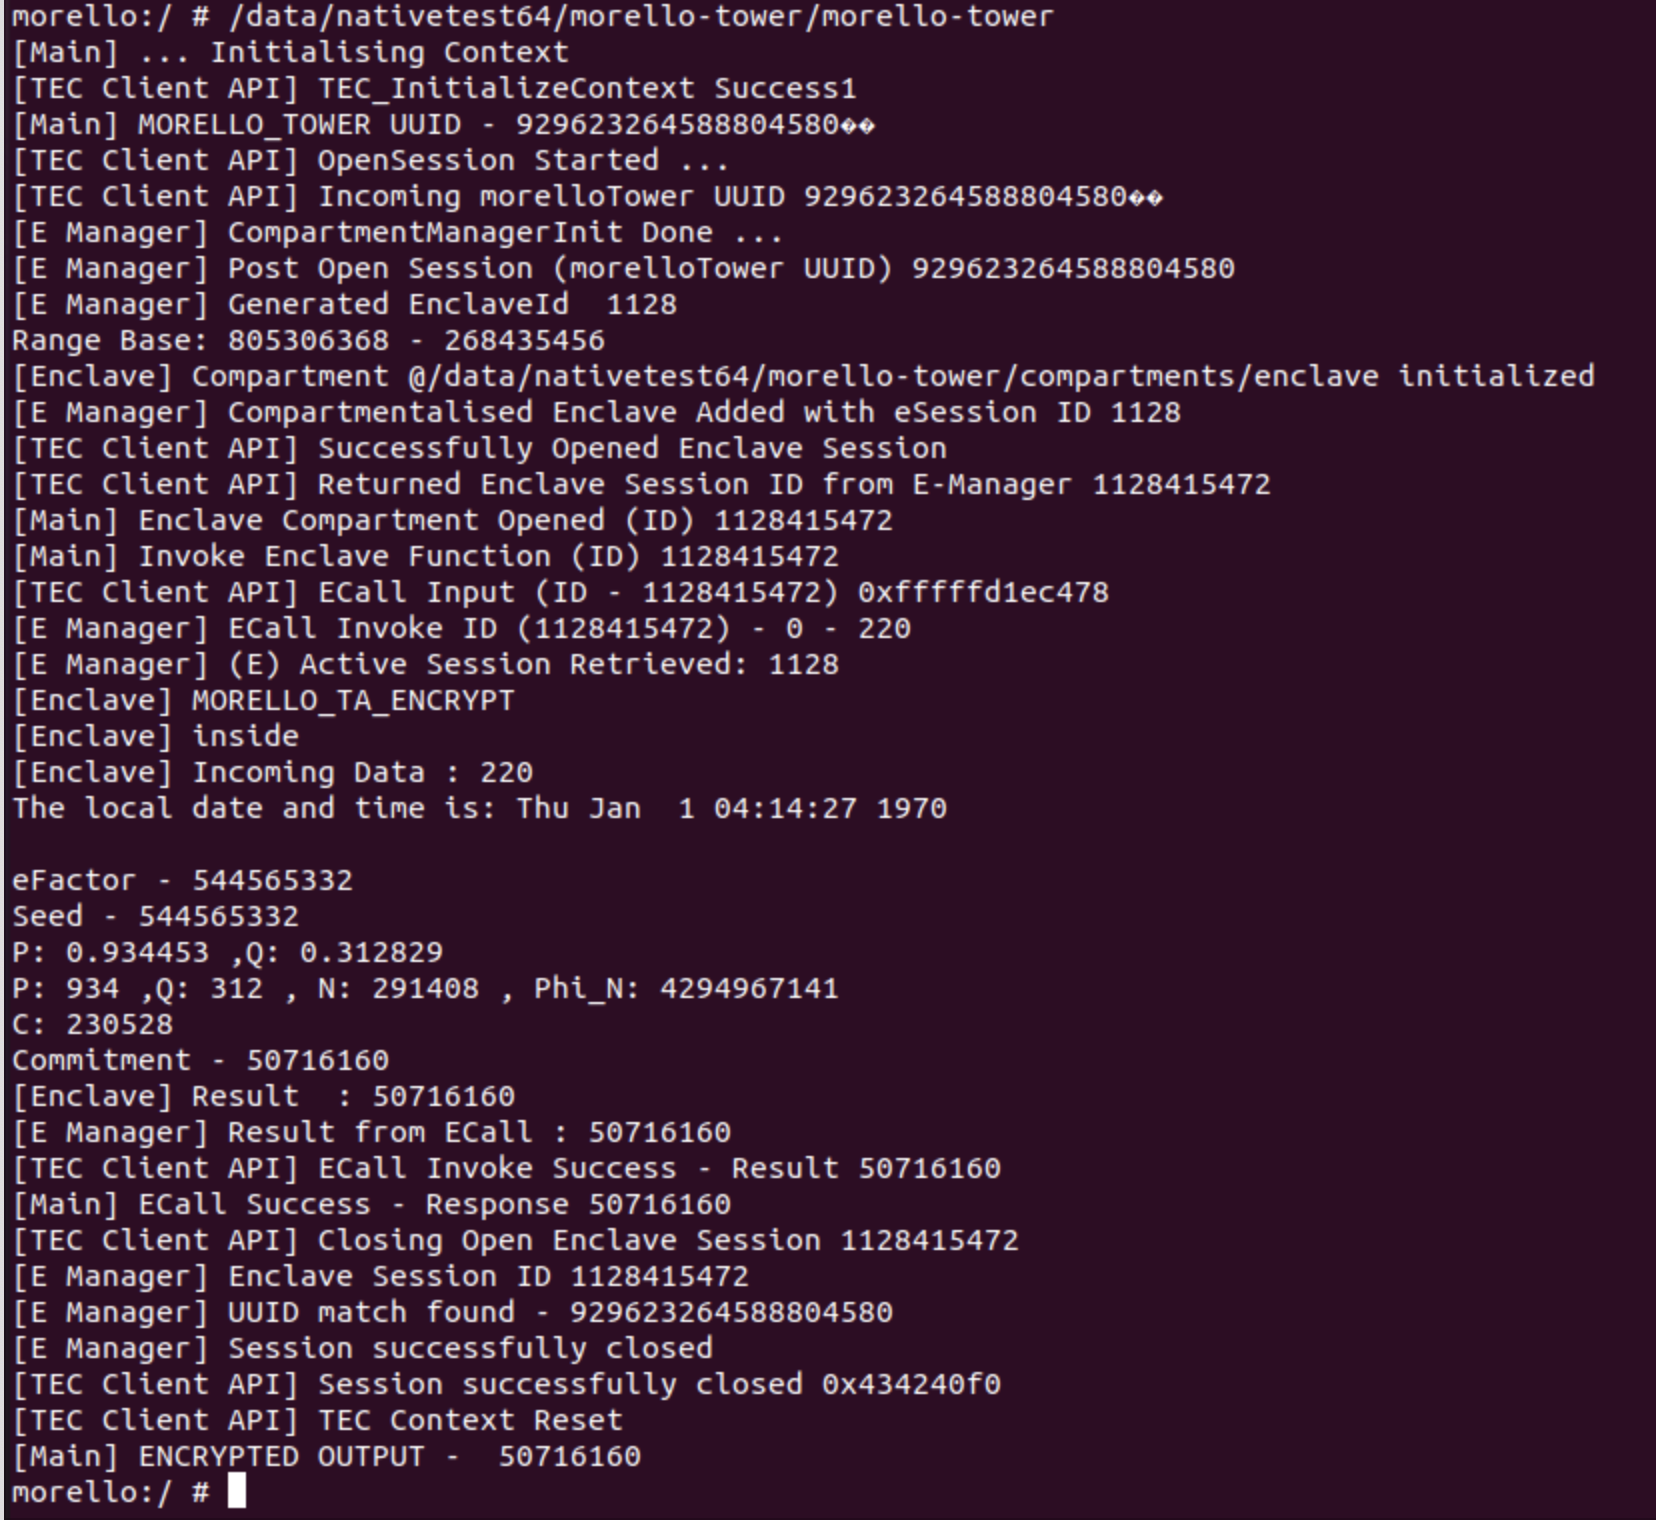 morello:/ # /data/nativetest64/morello-tower/morello-tower
[Main] ... Initialising Context
[TEC Client API] TEC_InitializeContext Success1
[Main] MORELLO_TOWER UUID - 929623264588804580��
[TEC Client API] OpenSession Started ...
[TEC Client API] Incoming morelloTower UUID 929623264588804580��
[E Manager] CompartmentManagerInit Done ...
[E Manager] Post Open Session (morelloTower UUID) 929623264588804580
[E Manager] Generated EnclaveId  1128
Range Base: 805306368 - 268435456
[Enclave] Compartment @/data/nativetest64/morello-tower/compartments/enclave initialized
[E Manager] Compartmentalised Enclave Added with eSession ID 1128
[TEC Client API] Successfully Opened Enclave Session
[TEC Client API] Returned Enclave Session ID from E-Manager 1128415472
[Main] Enclave Compartment Opened (ID) 1128415472
[Main] Invoke Enclave Function (ID) 1128415472
[TEC Client API] ECall Input (ID - 1128415472) 0xfffffd1ec478
[E Manager] ECall Invoke ID (1128415472) - 0 - 220
[E Manager] (E) Active Session Retrieved: 1128
[Enclave] MORELLO_TA_ENCRYPT
[Enclave] inside
[Enclave] Incoming Data : 220
The local date and time is: Thu Jan  1 04:14:27 1970
eFactor - 544565332
Seed - 544565332
P: 0.934453 ,Q: 0.312829
P: 934 ,Q: 312 , N: 291408 , Phi_N: 4294967141
C: 230528
Commitment - 50716160
[Enclave] Result  : 50716160
[E Manager] Result from ECall : 50716160
[TEC Client API] ECall Invoke Success - Result 50716160
[Main] ECall Success - Response 50716160
[TEC Client API] Closing Open Enclave Session 1128415472
[E Manager] Enclave Session ID 1128415472
[E Manager] UUID match found - 929623264588804580
[E Manager] Session successfully closed
[TEC Client API] Session successfully closed 0x434240f0
[TEC Client API] TEC Context Reset
[Main] ENCRYPTED OUTPUT -  50716160
morello:/ #